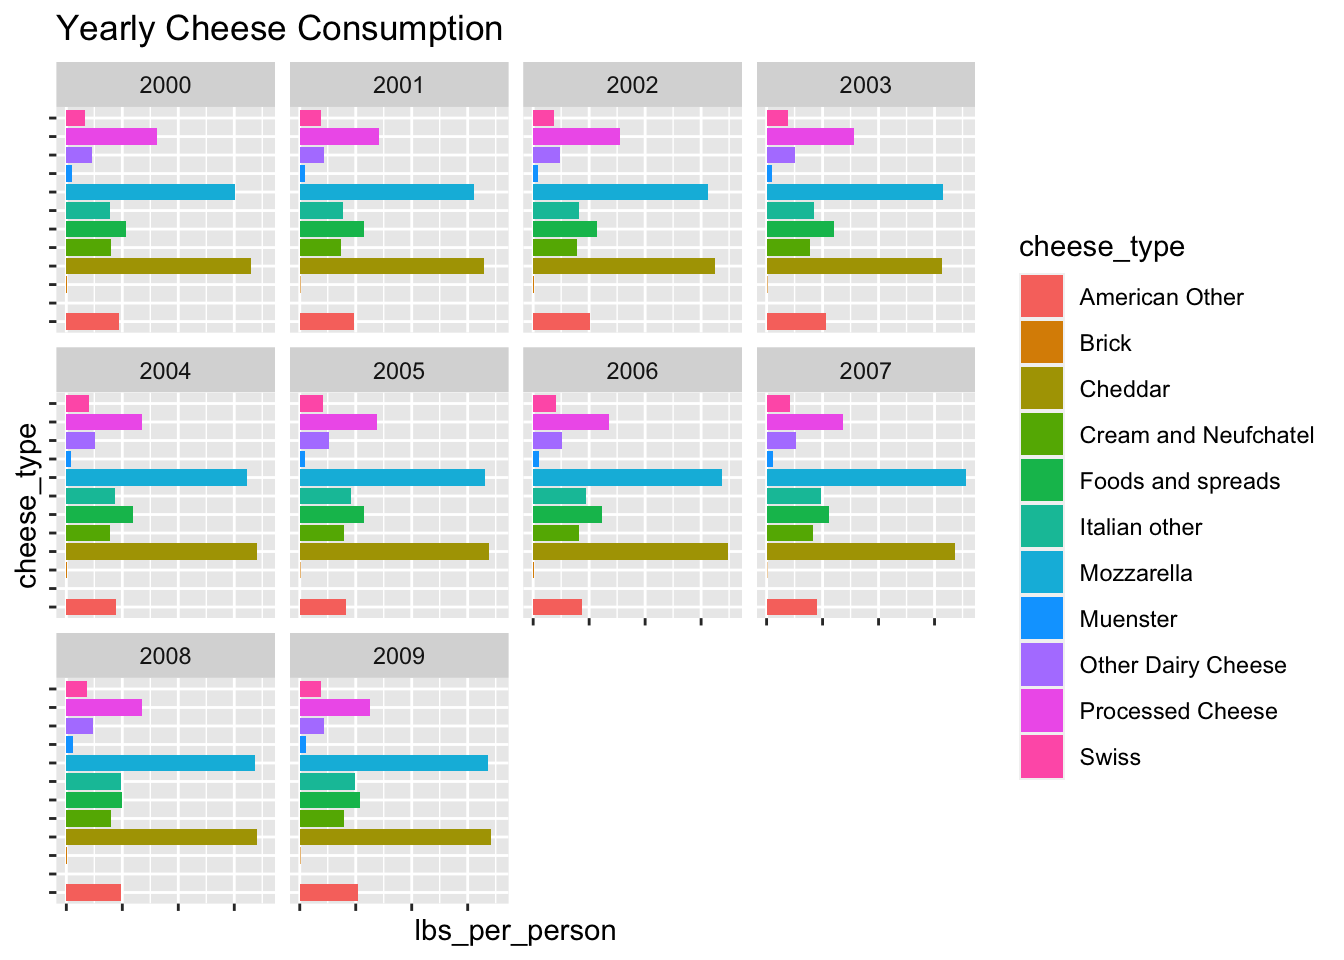 Yearly Cheese Consumption
2000 2001 2002 2003
2004 2005 2006 2007
2008 2009
cheese_type
lbs_per_person
cheese_type
American Other
Brick
Cheddar
Cream and Neufchatel
Foods and spreads
Italian other
Mozzarella
Muenster
Other Dairy Cheese
Processed Cheese
Swiss